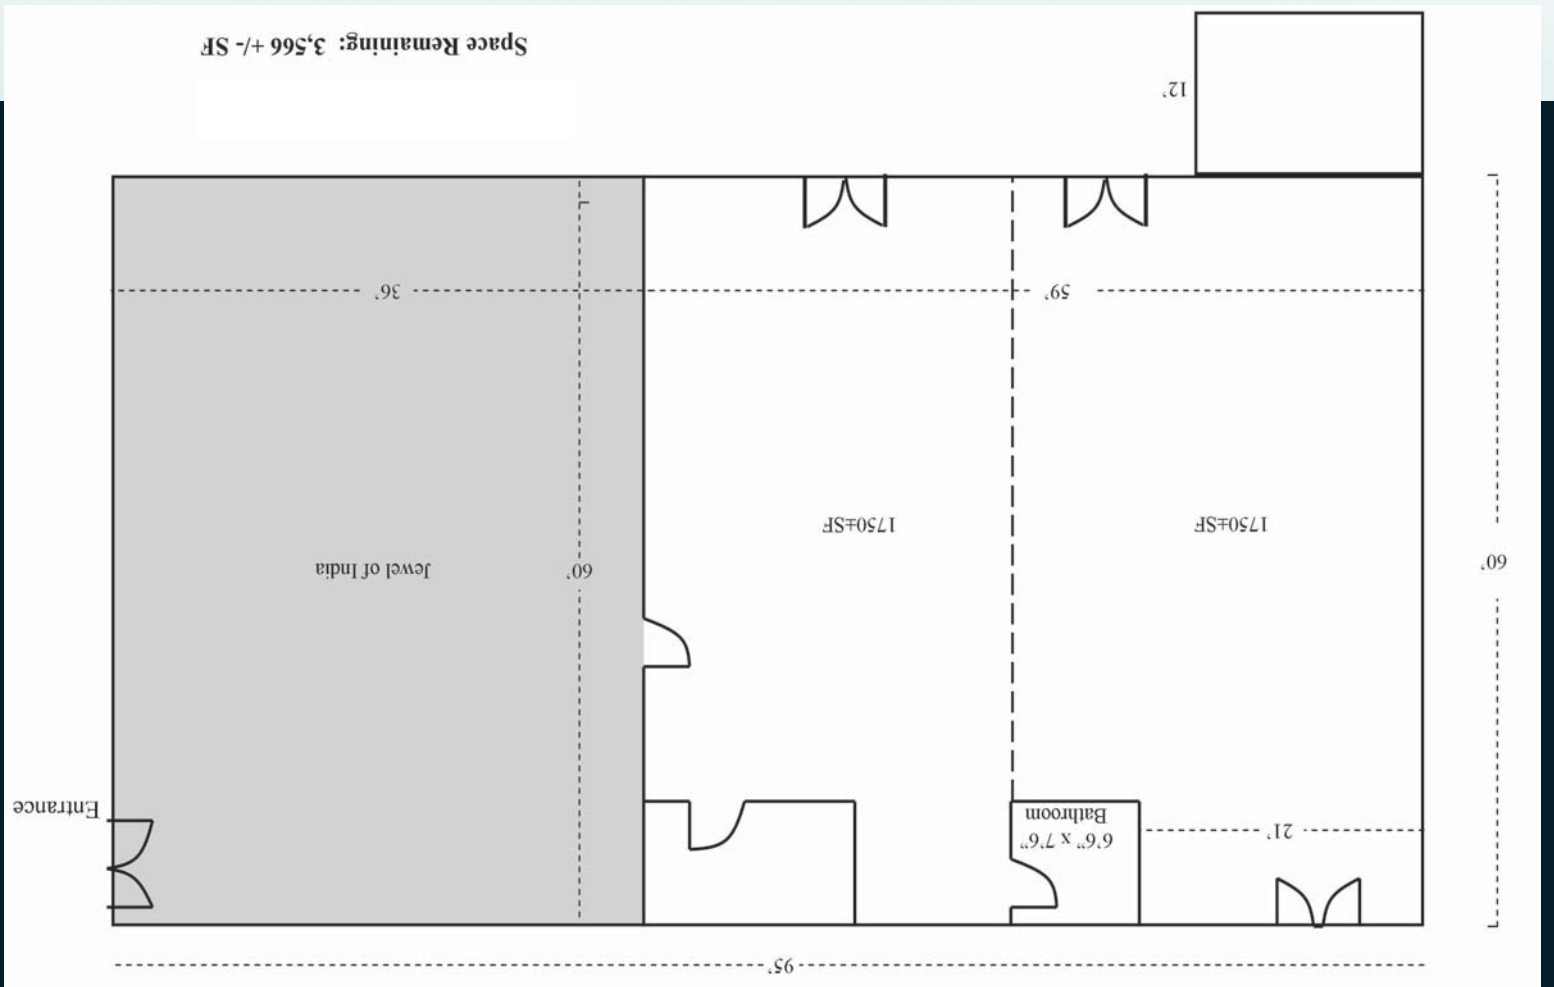 95'
21'
6'6" x 7'6"
Bathroom
Entrance
60'
60'
Jewel of India
1750±SF
1750±SF
59'
36'
12'
Space Remaining: 3,566 +/- SF